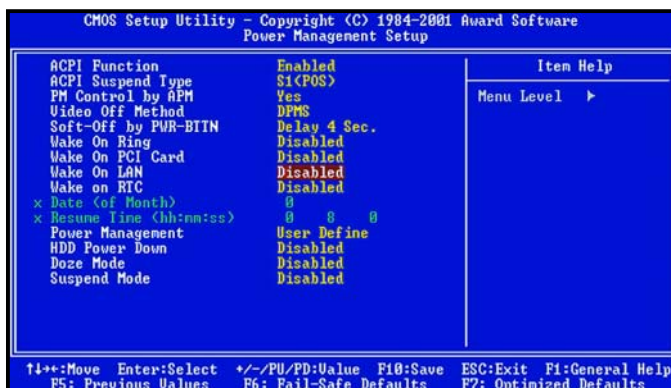 CMOS Setup Utility - Copyright (C) 1984-2001 Award Software
Power Management Setup
ACPI Function Enabled
ACPI Suspend Type S1(POS)
PM Control by APM Yes
Video Off Method DPMS
Soft-Off by PWR-BTTN Delay 4 Sec.
Wake On Ring Disabled
Wake On PCI Card Disabled
Wake On LAN Disabled
Wake on RTC Disabled
x Date (of Month) 0
x Resume Time (hh:mm:ss) 0 8 0
Power Management User Define
HDD Power Down Disabled
Doze Mode Disabled
Suspend Mode Disabled
Item Help
Menu Level ►
↑↓→←:Move Enter:Select +/-/PU/PD:Value F10:Save ESC:Exit F1:General Help
F5: Previous Values F6: Fail-Safe Defaults F7: Optimized Defaults